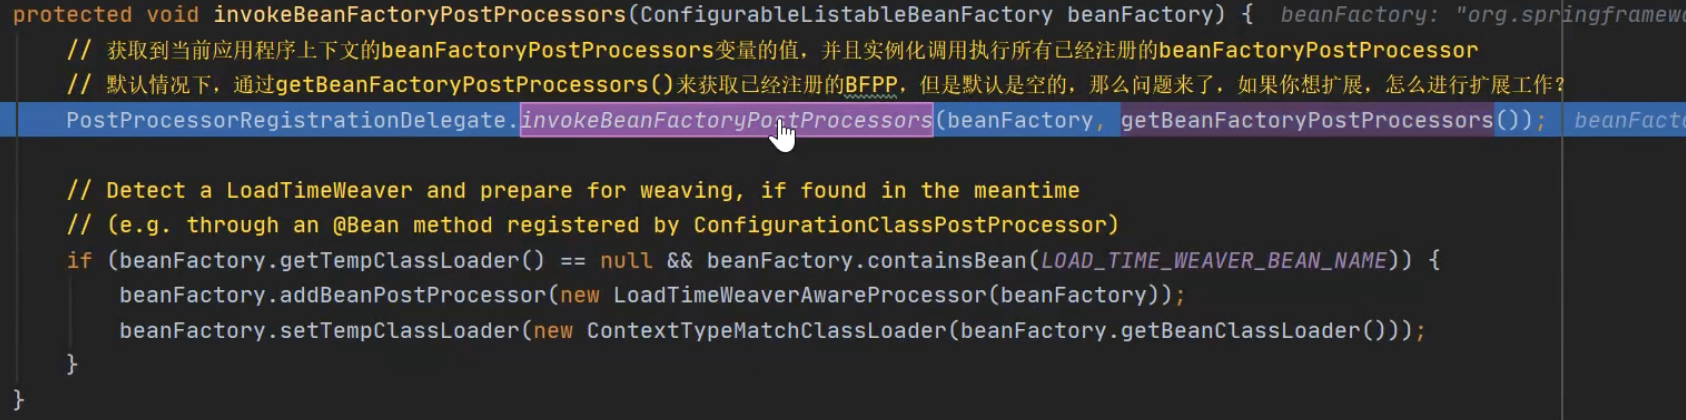 protected void invokeBeanFactoryPostProcessors(ConfigurableListableBeanFactory beanFactory) { beanFactory: "org.springframewo
// 获取到当前应用程序上下文的beanFactoryPostProcessors变量的值，并且实例化调用执行所有已经注册的beanFactoryPostProcessor
// 默认情况下，通过getBeanFactoryPostProcessors()来获取已经注册的BFPP，但是默认是空的，那么问题来了，如果你想扩展，怎么进行扩展工作?
PostProcessorRegistrationDelegate.invokeBeanFactoryPostProcessors(beanFactory, getBeanFactoryPostProcessors()); beanFacto
// Detect a LoadTimeWeaver and prepare for weaving, if found in the meantime
// (e.g. through an @Bean method registered by ConfigurationClassPostProcessor)
if (beanFactory.getTempClassLoader() == null && beanFactory.containsBean(LOAD_TIME_WEAVER_BEAN_NAME)) {
beanFactory.addBeanPostProcessor(new LoadTimeWeaverAwareProcessor(beanFactory));
beanFactory.setTempClassLoader(new ContextTypeMatchClassLoader(beanFactory.getBeanClassLoader()));
}
}